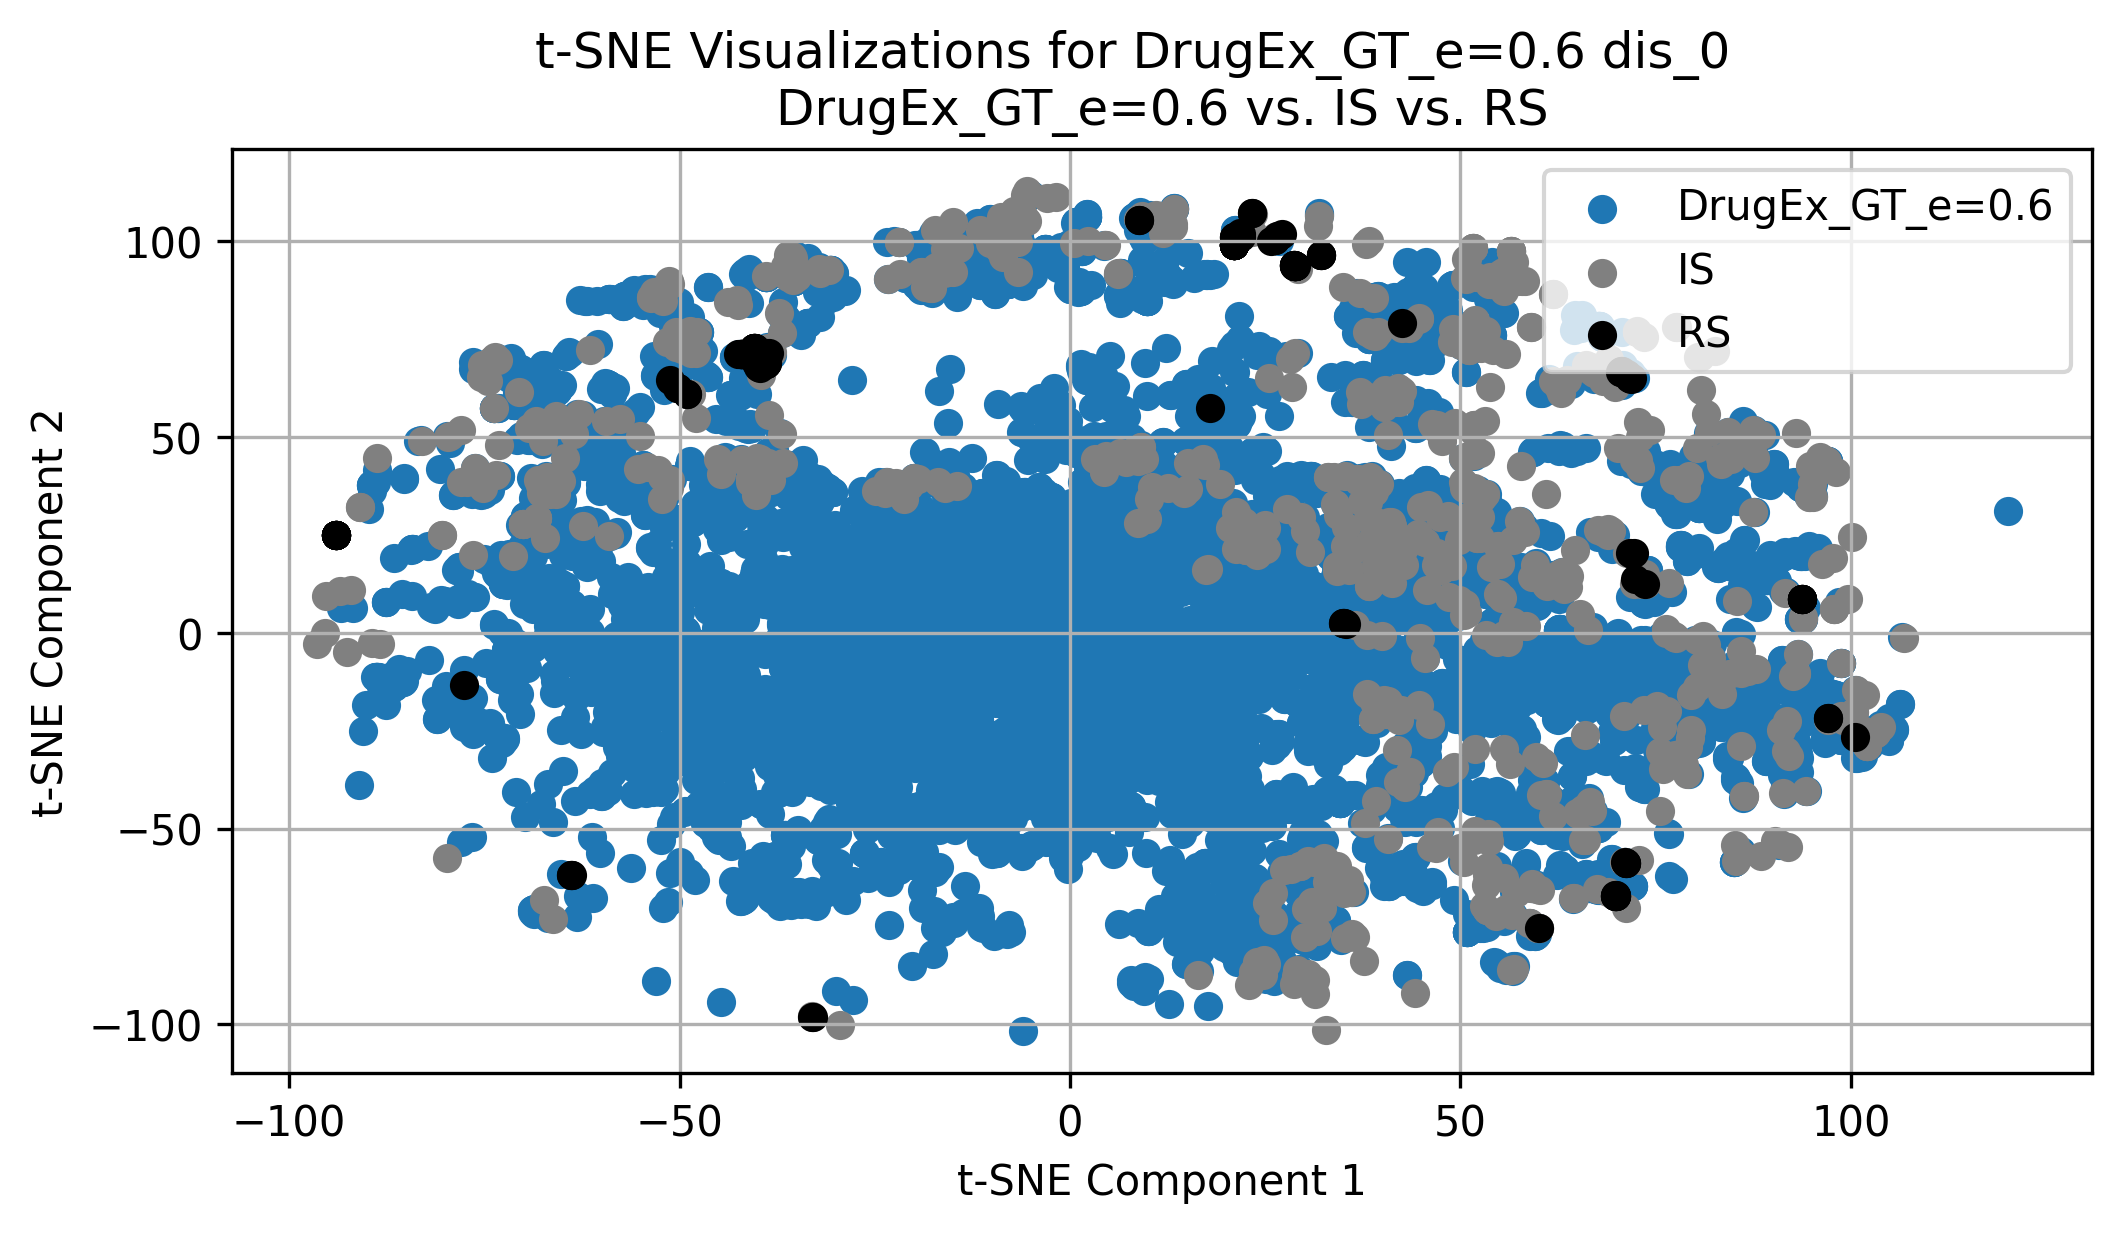 t-SNE Visualizations for DrugEx_GT_e=0.6 dis_0
DrugEx_GT_e=0.6 vs. IS vs. RS
DrugEx_GT_e=0.6
IS
RS
t-SNE Component 2
100
50
0
−50
−100
−100
−50
0
50
100
t-SNE Component 1